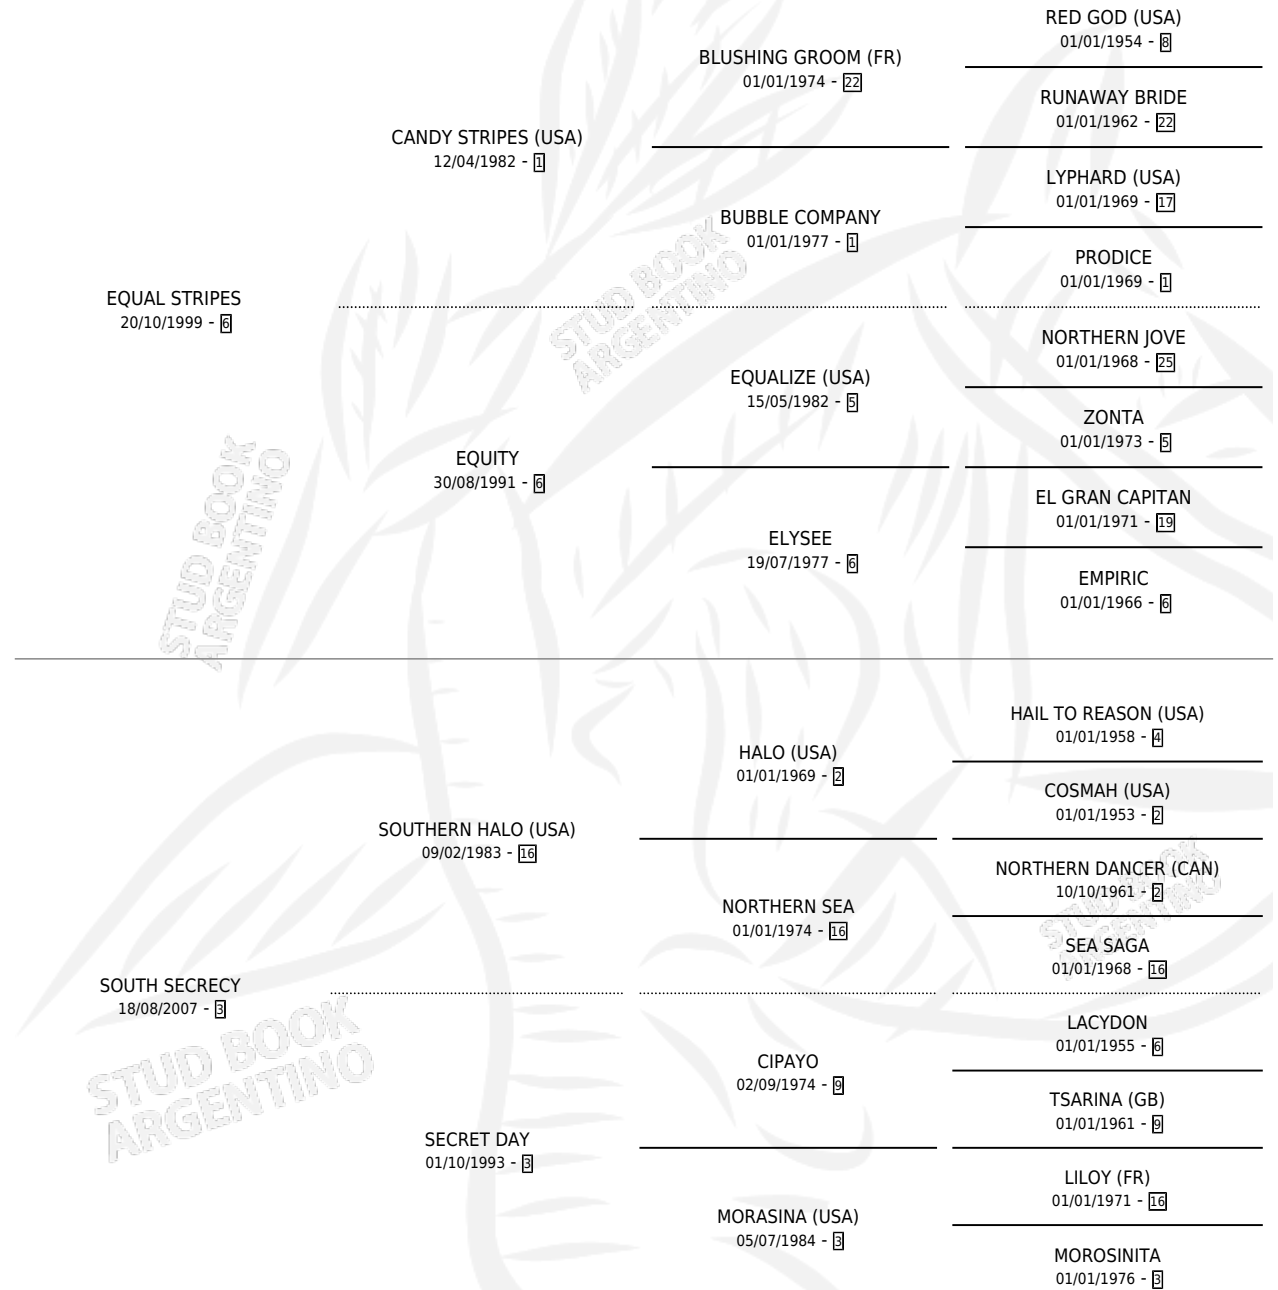 RED GOD (USA)
01/01/1954 - 8
BLUSHING GROOM (FR)
01/01/1974 - 22
RUNAWAY BRIDE
01/01/1962 - 22
CANDY STRIPES (USA)
12/04/1982 - 1
LYPHARD (USA)
01/01/1969 - 17
BUBBLE COMPANY
01/01/1977 - 1
PRODICE
01/01/1969 - 1
EQUAL STRIPES
20/10/1999 - 6
STUD BOOK
ARGENTINO
NORTHERN JOVE
01/01/1968 - 25
EQUALIZE (USA)
15/05/1982 - 5
ZONTA
01/01/1973 - 5
EQUITY
30/08/1991 - 6
EL GRAN CAPITAN
01/01/1971 - 19
ELYSEE
19/07/1977 - 6
EMPIRIC
01/01/1966 - 6
STUD BOOK
ARGENTINO
HAIL TO REASON (USA)
01/01/1958 - 4
HALO (USA)
01/01/1969 - 2
COSMAH (USA)
01/01/1953 - 2
SOUTHERN HALO (USA)
09/02/1983 - 16
NORTHERN DANCER (CAN)
10/10/1961 - 2
STUD BOOK
ARGENTINO
NORTHERN SEA
01/01/1974 - 16
SEA SAGA
01/01/1968 - 16
SOUTH SECRECY
18/08/2007 - 3
STUD BOOK
ARGENTINO
LACYDON
01/01/1955 - 6
CIPAYO
02/09/1974 - 9
TSARINA (GB)
01/01/1961 - 9
SECRET DAY
01/10/1993 - 3
LILOY (FR)
01/01/1971 - 16
MORASINA (USA)
05/07/1984 - 3
MOROSINITA
01/01/1976 - 3